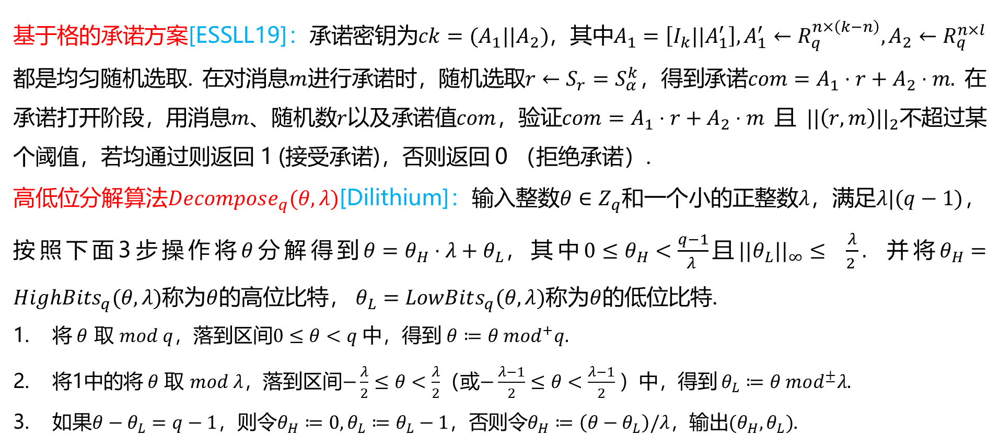 基于格的承诺方案[ESSLL19]：承诺密钥为$ck = (A_1||A_2)$，其中$A_1 = [I_k||A_1'], A_1' \leftarrow R_q^{n\times(k-n)}, A_2 \leftarrow R_q^{n\times l}$
都是均匀随机选取. 在对消息$m$进行承诺时，随机选取$r \leftarrow S_r = S_\alpha^k$，得到承诺$com = A_1 \cdot r + A_2 \cdot m$. 在
承诺打开阶段，用消息$m$、随机数$r$以及承诺值$com$，验证$com = A_1 \cdot r + A_2 \cdot m$ 且 $||(r,m)||_2$不超过某
个阈值，若均通过则返回 1 (接受承诺)，否则返回 0 （拒绝承诺）.
高低位分解算法$Decompose_q(\theta, \lambda)$[Dilithium]：输入整数$\theta \in Z_q$和一个小的正整数$\lambda$，满足$\lambda|(q-1)$，
按照下面3步操作将$\theta$分解得到$\theta = \theta_H \cdot \lambda + \theta_L$，其中$0 \leq \theta_H < \frac{q-1}{\lambda}$且$||\theta_L||_\infty \leq \frac{\lambda}{2}$. 并将$\theta_H =$
$HighBits_q(\theta, \lambda)$称为$\theta$的高位比特， $\theta_L = LowBits_q(\theta, \lambda)$称为$\theta$的低位比特.
1. 将 $\theta$ 取 $mod\ q$，落到区间$0 \leq \theta < q$ 中，得到 $\theta := \theta\ mod^+ q$.
2. 将1中的将 $\theta$ 取 $mod\ \lambda$，落到区间$-\frac{\lambda}{2} \leq \theta < \frac{\lambda}{2}$（或$-\frac{\lambda-1}{2} \leq \theta < \frac{\lambda-1}{2}$）中，得到 $\theta_L := \theta\ mod^\pm \lambda$.
3. 如果$\theta - \theta_L = q - 1$，则令$\theta_H := 0, \theta_L := \theta_L - 1$，否则令$\theta_H := (\theta - \theta_L)/\lambda$，输出$(\theta_H, \theta_L)$.